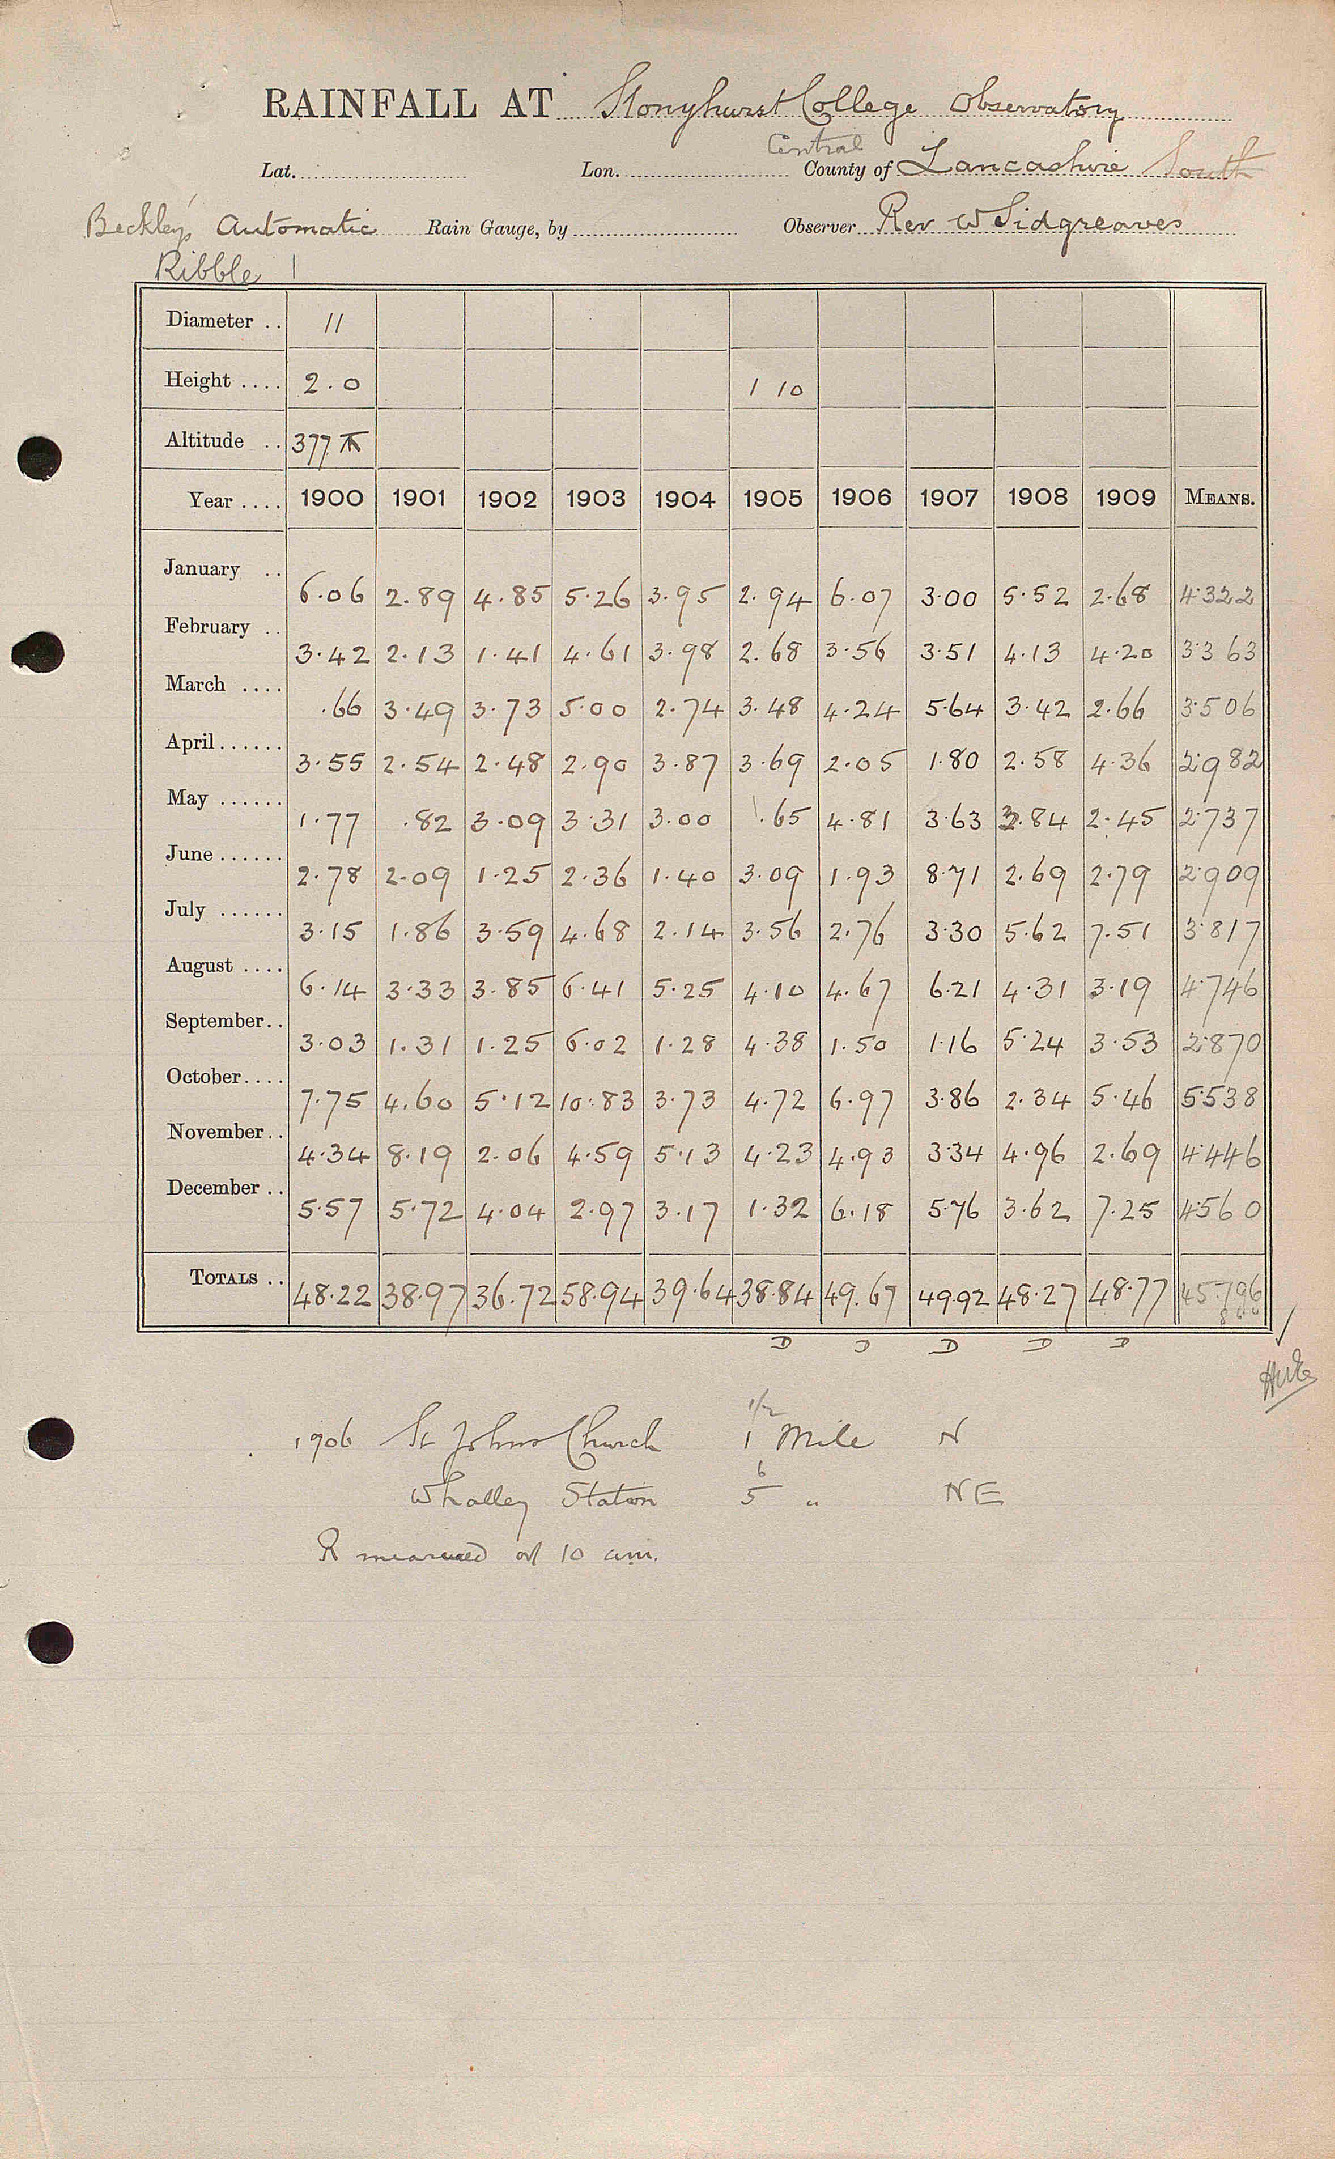 RAINFALL AT Stonyhurst College Observatory
Central
Lat. Lon. County of Lancashire South
Beckley's Automatic Rain Gauge, by Observer Rev W Sidgreaves
Ribble 1
Diameter .. 11
Height .... 2.0 1 10
Altitude .. 377
Year .... 1900 1901 1902 1903 1904 1905 1906 1907 1908 1909 MEANS.
January .. 6.06 2.89 4.85 5.26 3.95 2.94 6.07 3.00 5.52 2.68 4.322
February .. 3.42 2.13 1.41 4.61 3.98 2.68 3.56 3.51 4.13 4.20 3.363
March .... .66 3.49 3.73 5.00 2.74 3.48 4.24 5.64 3.42 2.66 3.506
April ...... 3.55 2.54 2.48 2.90 3.87 3.69 2.05 1.80 2.58 4.36 2.982
May ...... 1.77 .82 3.09 3.31 3.00 .65 4.81 3.63 3.84 2.45 2.737
June ...... 2.78 2.09 1.25 2.36 1.40 3.09 1.93 8.71 2.69 2.79 2.909
July ...... 3.15 1.86 3.59 4.68 2.14 3.56 2.76 3.30 5.62 7.51 3.817
August .... 6.14 3.33 3.85 6.41 5.25 4.10 4.67 6.21 4.31 3.19 4.746
September .. 3.03 1.31 1.25 6.02 1.28 4.38 1.50 1.16 5.24 3.53 2.870
October .... 7.75 4.60 5.12 10.83 3.73 4.72 6.97 3.86 2.34 5.46 5.538
November .. 4.34 8.19 2.06 4.59 5.13 4.23 4.93 3.34 4.96 2.69 4.446
December .. 5.57 5.72 4.04 2.97 3.17 1.32 6.18 5.76 3.62 7.25 4.560
TOTALS .. 48.22 38.97 36.72 58.94 39.64 38.84 49.67 49.92 48.27 48.77 45.796
D D D D D
1/2
1906 St Johns Church 1 Mile N
6
Whalley Station 5 " NE
R measured at 10 am.